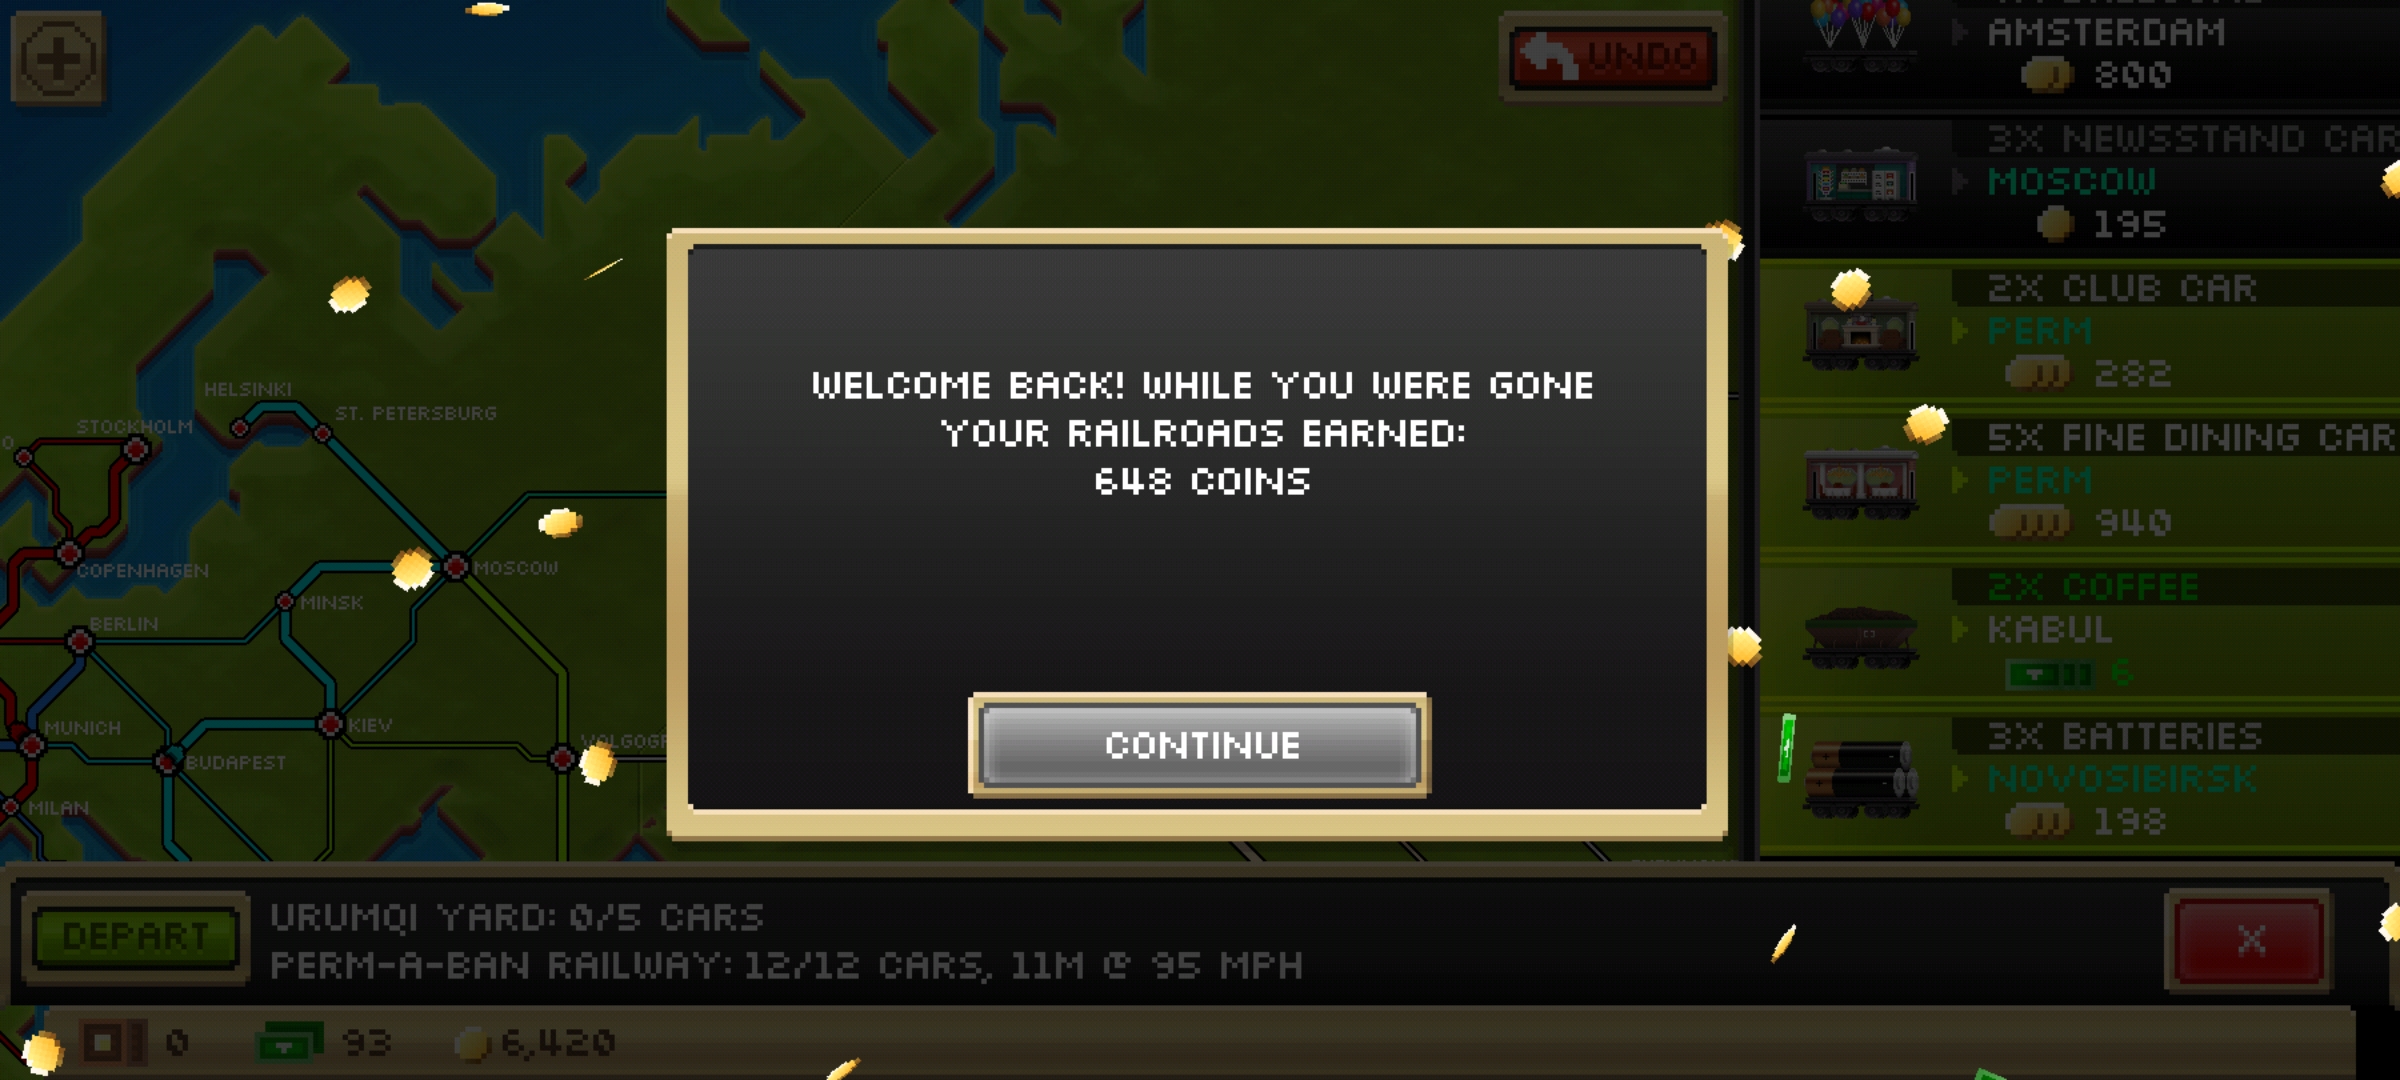 UNDO
AMSTERDAM
800
3X NEWSSTAND CAR
MOSCOW
195
2X CLUB CAR
PERM
282
5X FINE DINING CAR
PERM
940
2X COFFEE
KABUL
6
3X BATTERIES
NOVOSIBIRSK
198
HELSINKI
ST. PETERSBURG
STOCKHOLM
COPENHAGEN
MOSCOW
MINSK
BERLIN
MUNICH
KIEV
BUDAPEST
MILAN
WELCOME BACK! WHILE YOU WERE GONE
YOUR RAILROADS EARNED:
648 COINS
CONTINUE
DEPART
URUMQI YARD: 0/5 CARS
PERM-A-BAN RAILWAY: 12/12 CARS, 11M @ 95 MPH
X
0
93
6,420